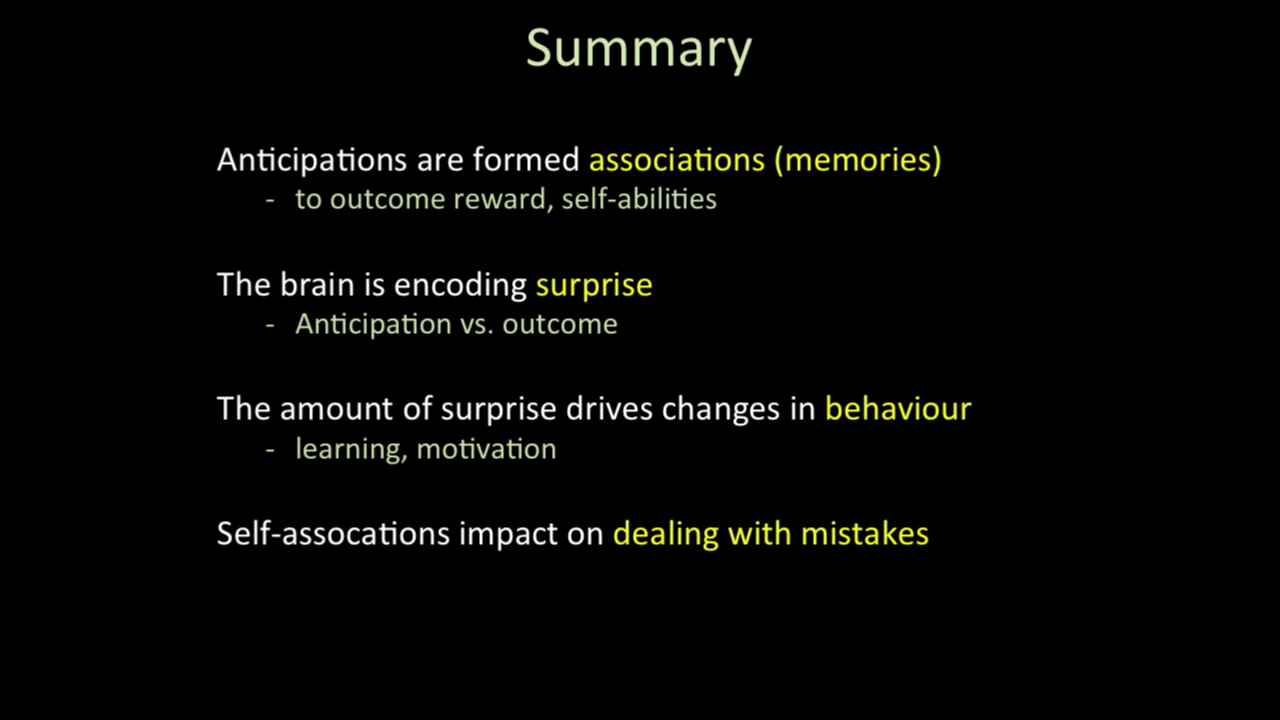 Summary
Anticipations are formed associations (memories)
- to outcome reward, self-abilities
The brain is encoding surprise
- Anticipation vs. outcome
The amount of surprise drives changes in behaviour
- learning, motivation
Self-assocations impact on dealing with mistakes